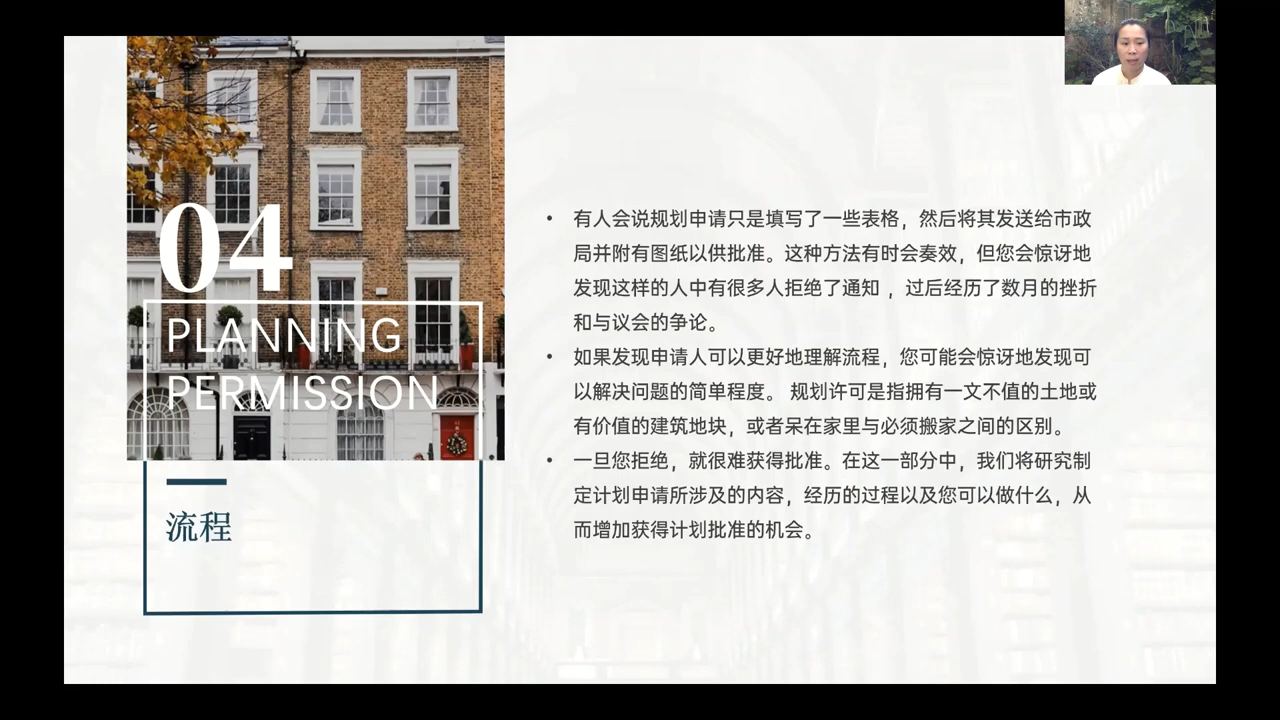 04
PLANNING
PERMISSION
流程
• 有人会说规划申请只是填写了一些表格，然后将其发送给市政
局并附有图纸以供批准。这种方法有时会奏效，但您会惊讶地
发现这样的人中有很多人拒绝了通知 ，过后经历了数月的挫折
和与议会的争论。
• 如果发现申请人可以更好地理解流程，您可能会惊讶地发现可
以解决问题的简单程度。 规划许可是指拥有一文不值的土地或
有价值的建筑地块，或者呆在家里与必须搬家之间的区别。
• 一旦您拒绝，就很难获得批准。在这一部分中，我们将研究制
定计划申请所涉及的内容，经历的过程以及您可以做什么，从
而增加获得计划批准的机会。